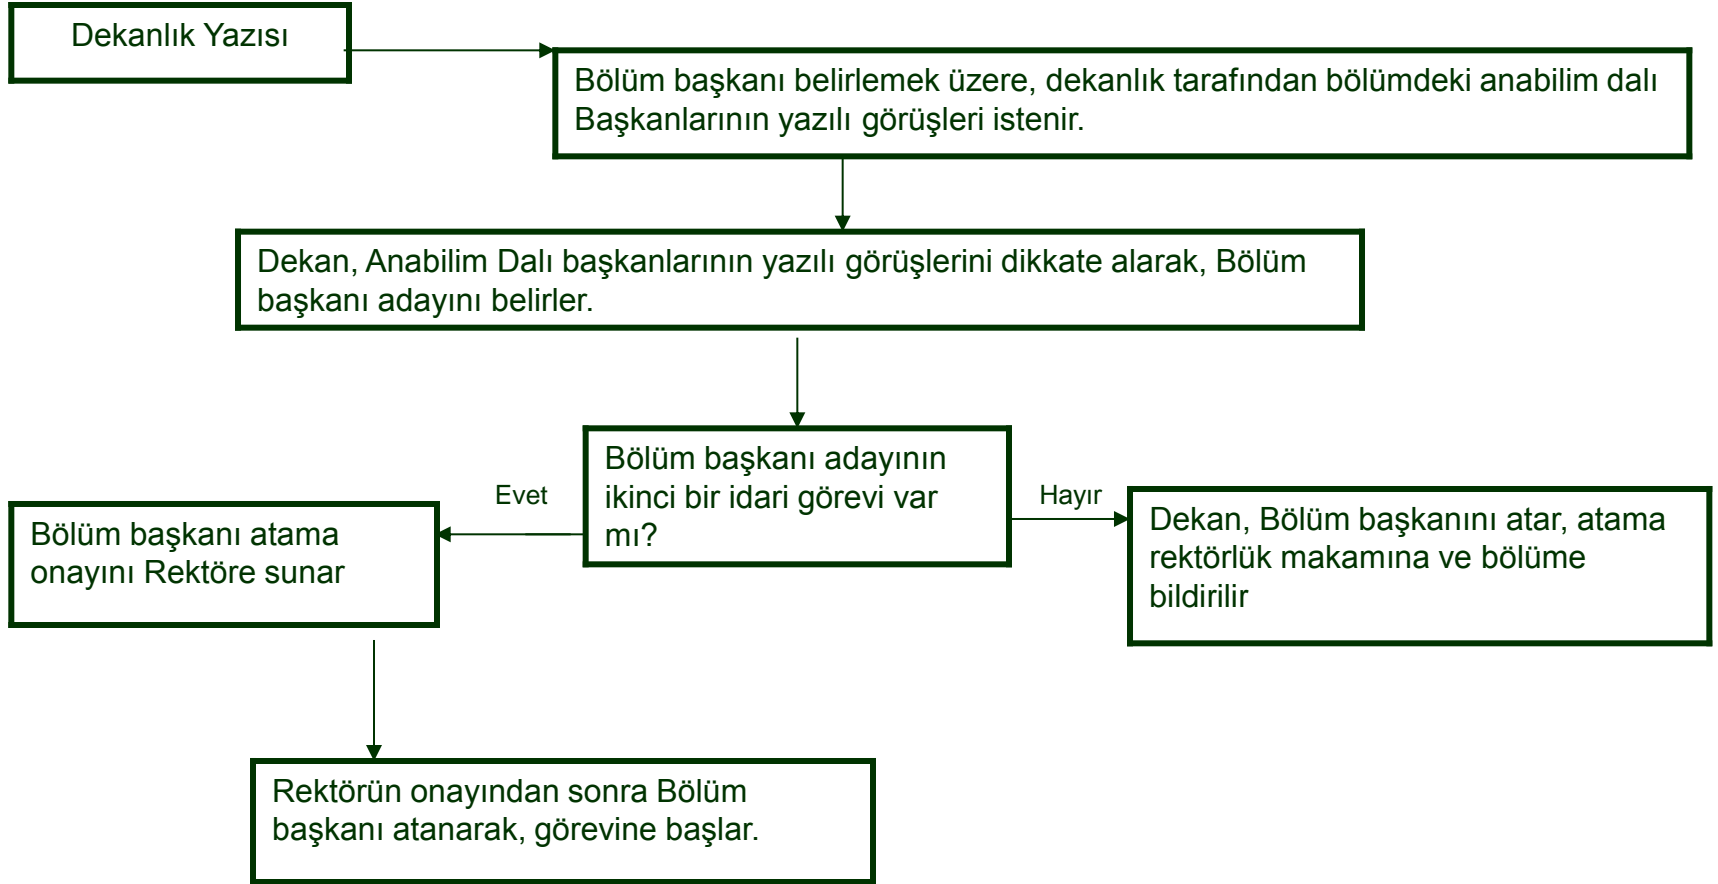 Dekanlık Yazısı
Bölüm başkanı belirlemek üzere, dekanlık tarafından bölümdeki anabilim dalı
Başkanlarının yazılı görüşleri istenir.
Dekan, Anabilim Dalı başkanlarının yazılı görüşlerini dikkate alarak, Bölüm
başkanı adayını belirler.
Bölüm başkanı adayının
ikinci bir idari görevi var
mı?
Evet
Hayır
Bölüm başkanı atama
onayını Rektöre sunar
Dekan, Bölüm başkanını atar, atama
rektörlük makamına ve bölüme
bildirilir
Rektörün onayından sonra Bölüm
başkanı atanarak, görevine başlar.